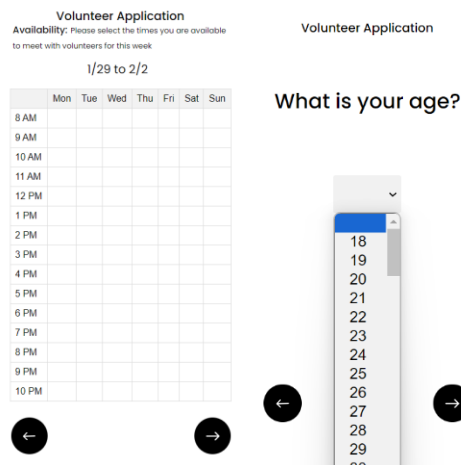 Volunteer Application
Availability: Please select the times you are available
to meet with volunteers for this week
1/29 to 2/2
Mon Tue Wed Thu Fri Sat Sun
8 AM
9 AM
10 AM
11 AM
12 PM
1 PM
2 PM
3 PM
4 PM
5 PM
6 PM
7 PM
8 PM
9 PM
10 PM
Volunteer Application
What is your age?
18
19
20
21
22
23
24
25
26
27
28
29